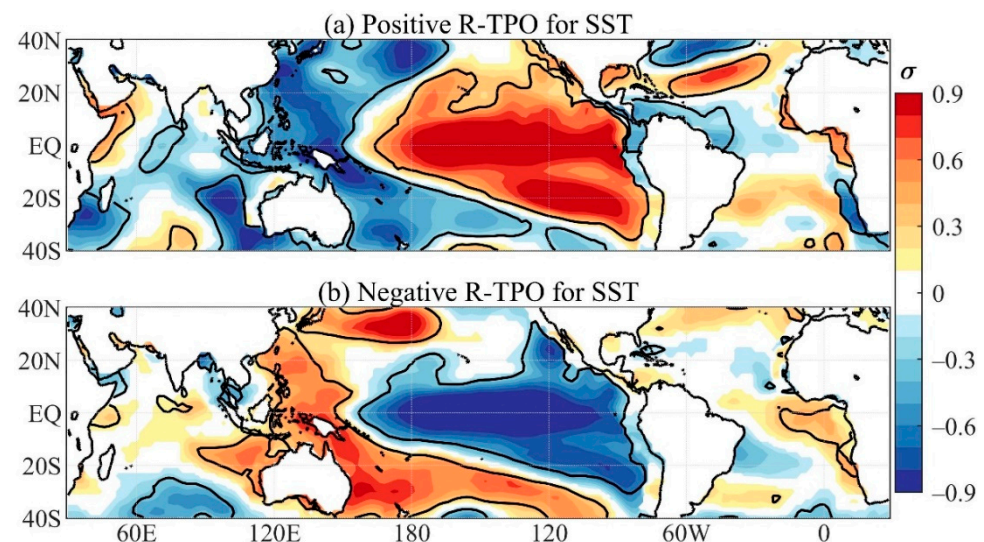 (a) Positive R-TPO for SST
40N
20N
EQ
20S
40S
(b) Negative R-TPO for SST
40N
20N
EQ
20S
40S
60E 120E 180 120 60W 0
σ
0.9
0.6
0.3
0
−0.3
−0.6
−0.9